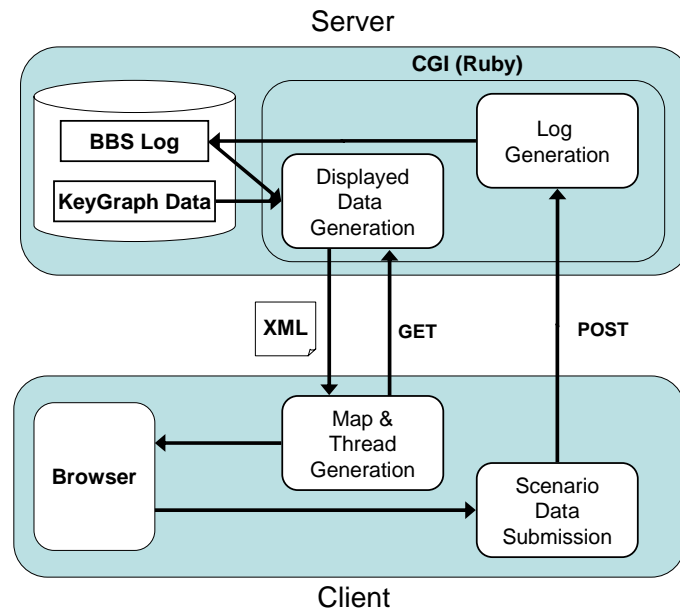 Server
CGI (Ruby)
BBS Log
KeyGraph Data
Displayed
Data
Generation
Log
Generation
XML
GET
POST
Browser
Map &
Thread
Generation
Scenario
Data
Submission
Client